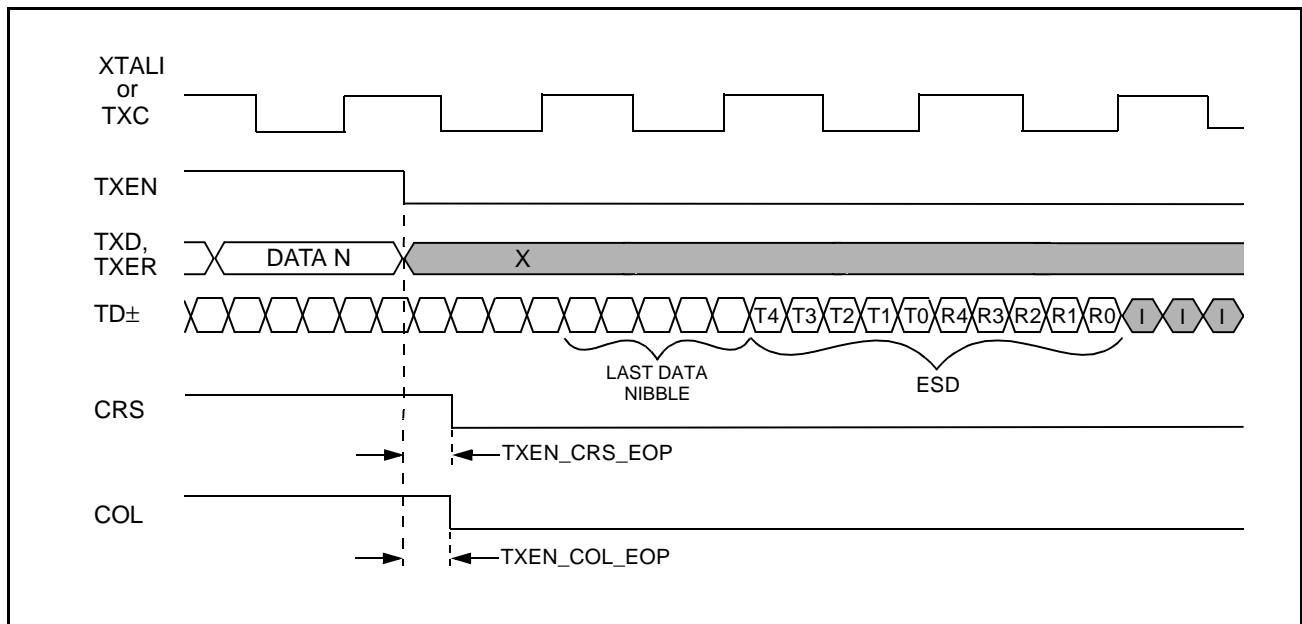 XTALI
or
TXC
TXEN
TXD,
TXER
DATA N
X
TD±
T4 T3 T2 T1 T0 R4 R3 R2 R1 R0 I I I
LAST DATA
NIBBLE
ESD
CRS
TXEN_CRS_EOP
COL
TXEN_COL_EOP